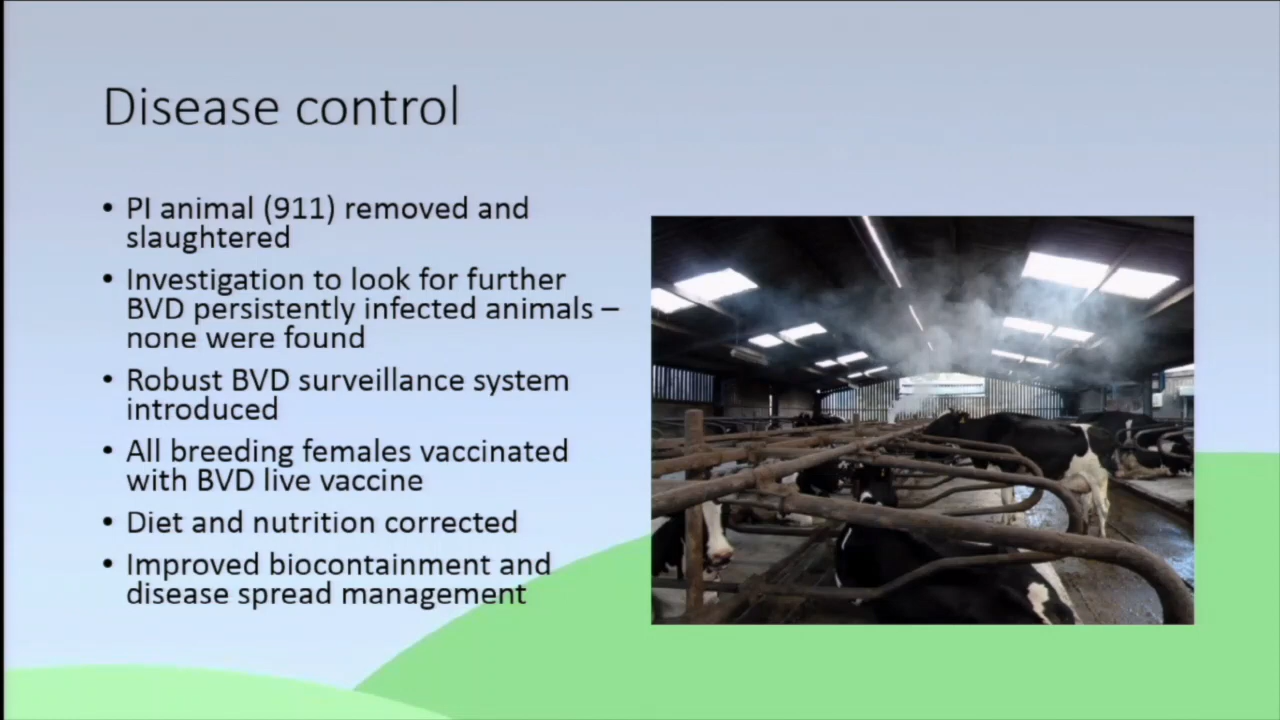 Disease control
• PI animal (911) removed and
slaughtered
• Investigation to look for further
BVD persistently infected animals –
none were found
• Robust BVD surveillance system
introduced
• All breeding females vaccinated
with BVD live vaccine
• Diet and nutrition corrected
• Improved biocontainment and
disease spread management